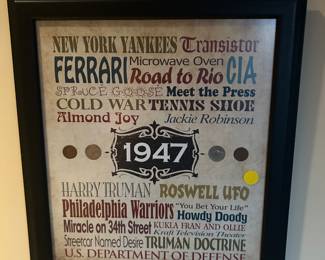 NEW YORK YANKEES Transistor
FERRARI Microwave Oven CIA
Road to Rio
SPRUCE GOOSE Meet the Press
COLD WAR TENNIS SHOE
Almond Joy Jackie Robinson
1947
HARRY TRUMAN ROSWELL UFO
Philadelphia Warriors "You Bet Your Life"
Howdy Doody
Miracle on 34th Street KUKLA FRAN AND OLLIE
Kraft Television Theater
Streetcar Named Desire TRUMAN DOCTRINE
U.S. DEPARTMENT OF DEFENSE